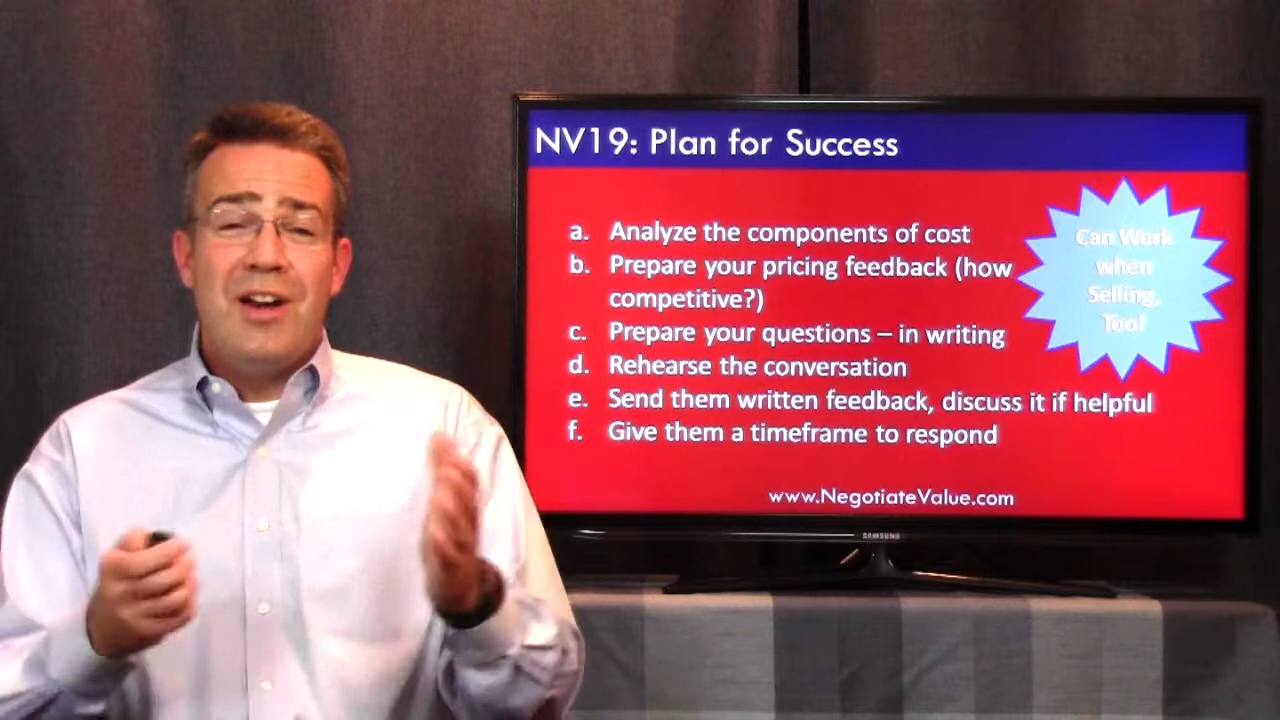 NV19: Plan for Success
a. Analyze the components of cost
b. Prepare your pricing feedback (how
competitive?)
c. Prepare your questions – in writing
d. Rehearse the conversation
e. Send them written feedback, discuss it if helpful
f. Give them a timeframe to respond
Can Work
when
Selling,
Too!
www.NegotiateValue.com
SAMSUNG